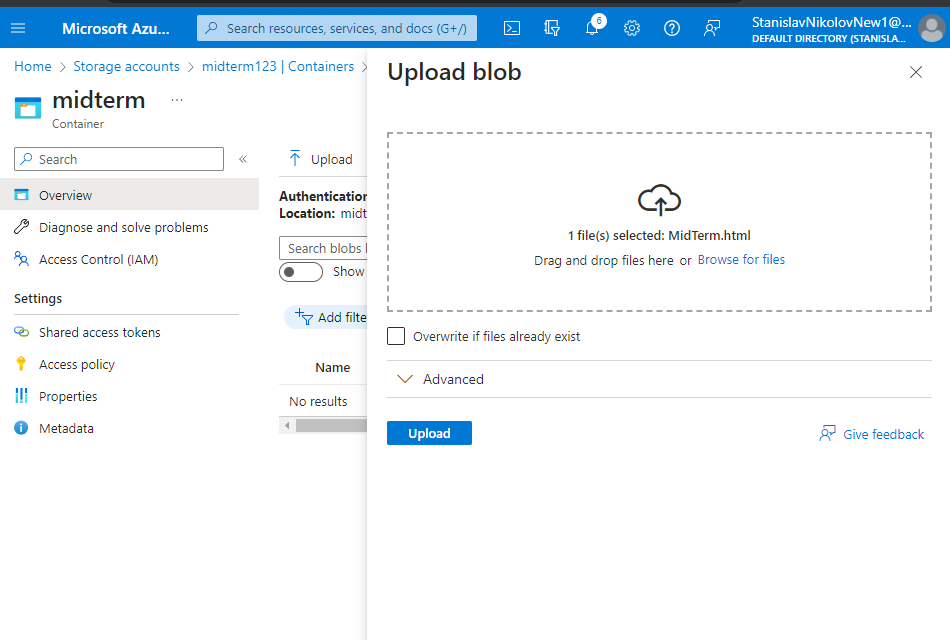 Microsoft Azu...
Search resources, services, and docs (G+/)
6
StanislavNikolovNew1@...
DEFAULT DIRECTORY (STANISLA...
Home > Storage accounts > midterm123 | Containers >
midterm ...
Container
Search
«
Overview
Diagnose and solve problems
Access Control (IAM)
Settings
Shared access tokens
Access policy
Properties
Metadata
Upload
Authentication
Location: midt
Search blobs
Show
Add filte
Name
No results
Upload blob
1 file(s) selected: MidTerm.html
Drag and drop files here or Browse for files
Overwrite if files already exist
Advanced
Upload
Give feedback